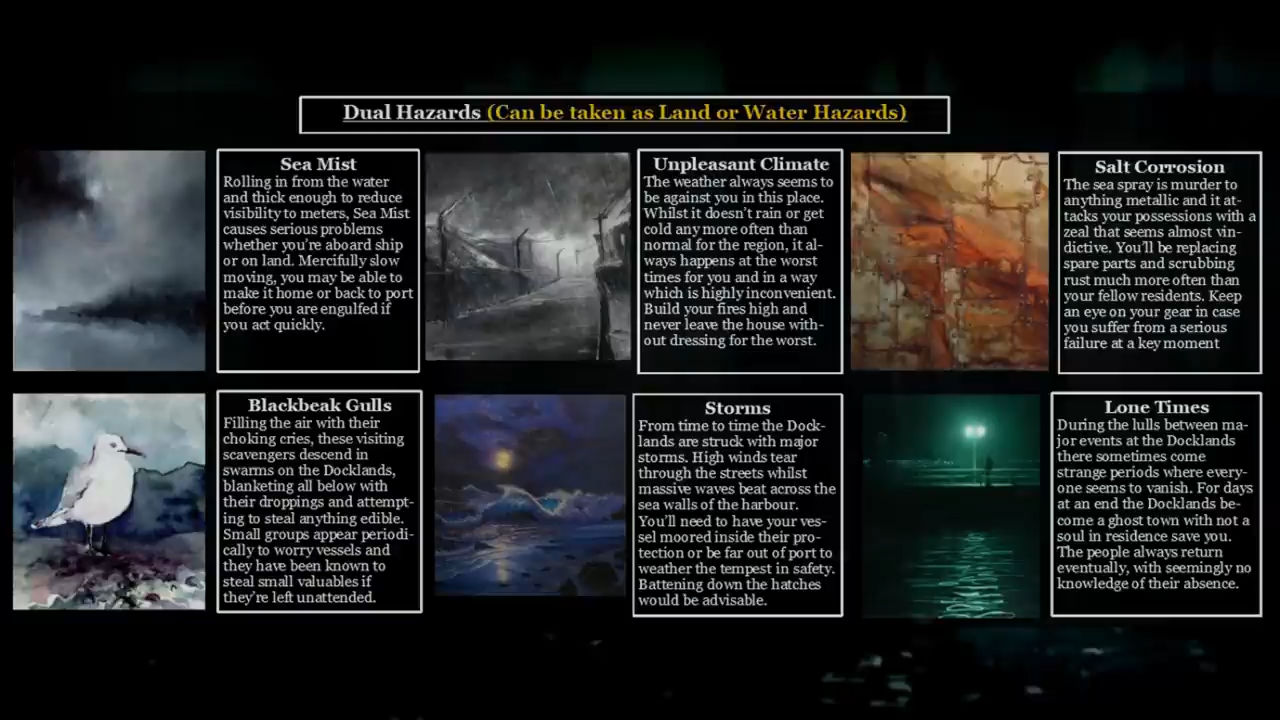 Dual Hazards (Can be taken as Land or Water Hazards)
Sea Mist
Rolling in from the water
and thick enough to reduce
visibility to meters, Sea Mist
causes serious problems
whether you're aboard ship
or on land. Mercifully slow
moving, you may be able to
make it home or back to port
before you are engulfed if
you act quickly.
Unpleasant Climate
The weather always seems to
be against you in this place.
Whilst it doesn't rain or get
cold any more often than
normal for the region, it al-
ways happens at the worst
times for you and in a way
which is highly inconvenient.
Build your fires high and
never leave the house with-
out dressing for the worst.
Salt Corrosion
The sea spray is murder to
anything metallic and it at-
tacks your possessions with a
zeal that seems almost vin-
dictive. You'll be replacing
spare parts and scrubbing
rust much more often than
your fellow residents. Keep
an eye on your gear in case
you suffer from a serious
failure at a key moment
Blackbeak Gulls
Filling the air with their
choking cries, these visiting
scavengers descend in
swarms on the Docklands,
blanketing all below with
their droppings and attempt-
ing to steal anything edible.
Small groups appear periodi-
cally to worry vessels and
they have been known to
steal small valuables if
they're left unattended.
Storms
From time to time the Dock-
lands are struck with major
storms. High winds tear
through the streets whilst
massive waves beat across the
sea walls of the harbour.
You'll need to have your ves-
sel moored inside their pro-
tection or be far out of port to
weather the tempest in safety.
Battening down the hatches
would be advisable.
Lone Times
During the lulls between ma-
jor events at the Docklands
there sometimes come
strange periods where every-
one seems to vanish. For days
at an end the Docklands be-
come a ghost town with not a
soul in residence save you.
The people always return
eventually, with seemingly no
knowledge of their absence.